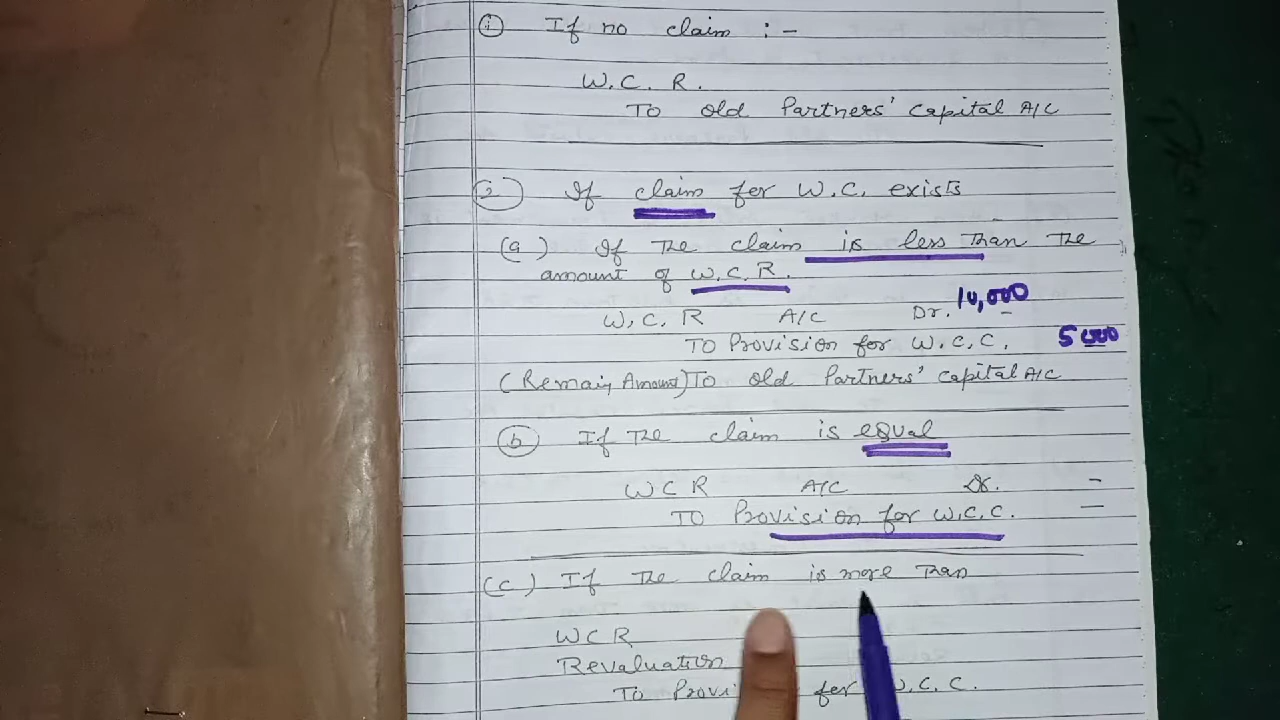 ① If no claim : -
W.C.R.
To old Partners' Capital A/C
② If claim for W.C. exists
(a) If the claim is less than the
amount of W.C.R.
W.C.R A/C Dr. 10,000
To Provision for W.C.C. 5000
(Remain Amount) To old Partners' Capital A/C
ⓑ If the claim is equal
WCR A/C Dr. -
To Provision for W.C.C. -
(c) If the claim is more than
WCR
Revaluation
To for W.C.C.